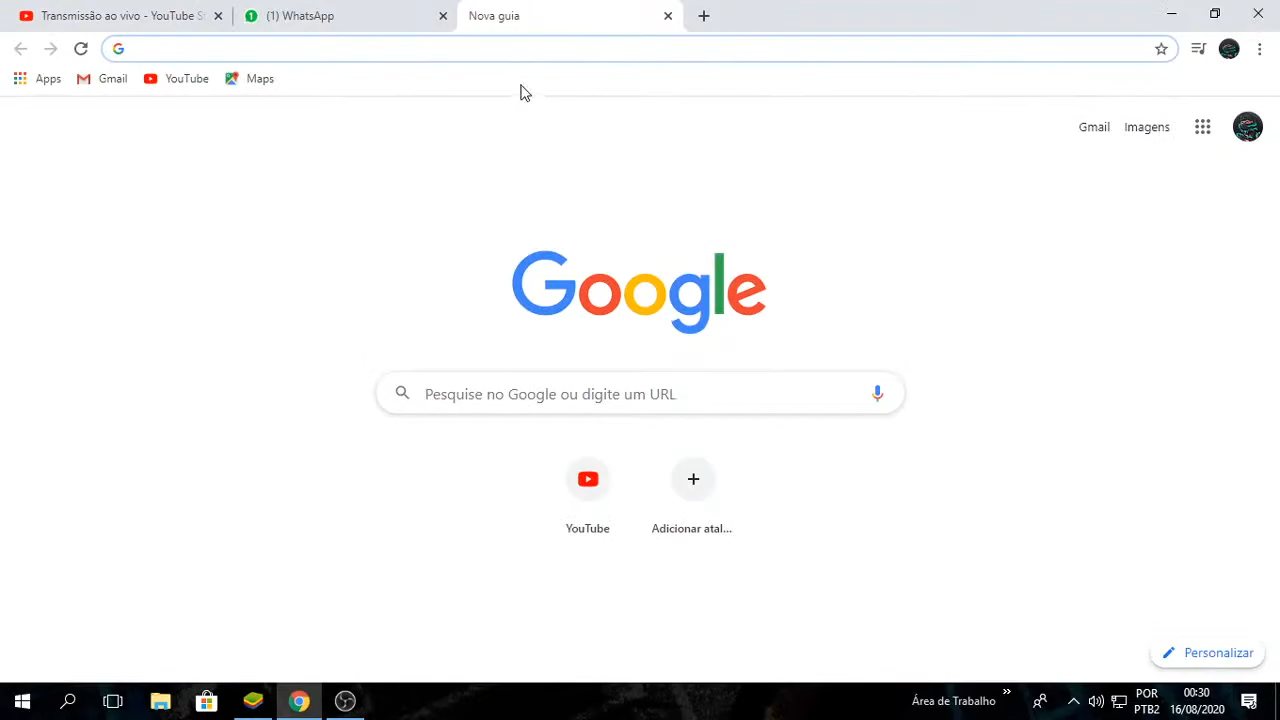 Transmissão ao vivo - YouTube St
(1) WhatsApp
Nova guia
Apps
Gmail
YouTube
Maps
Gmail
Imagens
Google
Pesquise no Google ou digite um URL
YouTube
Adicionar atal...
Personalizar
Área de Trabalho
POR
PTB2
00:30
16/08/2020